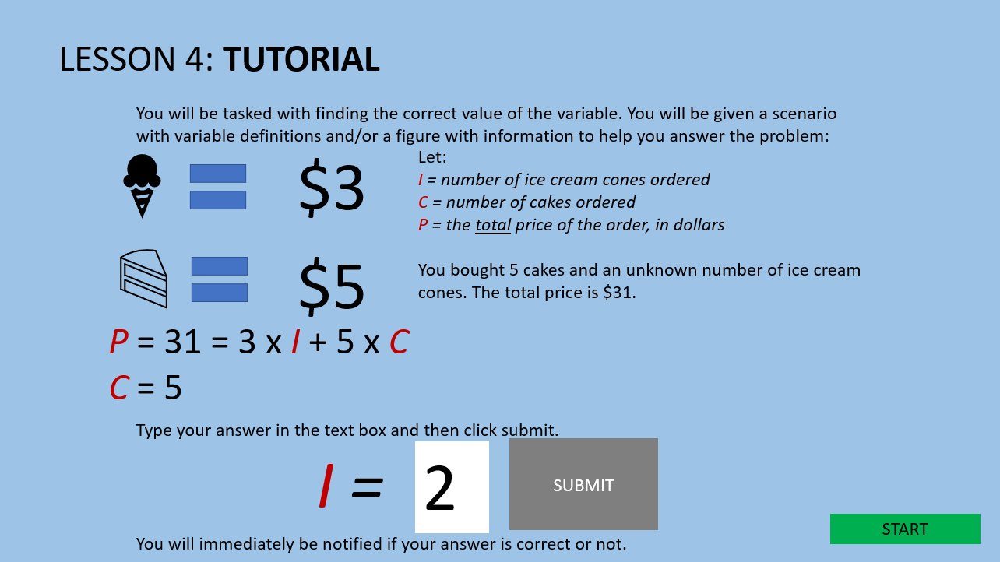 LESSON 4: TUTORIAL
You will be tasked with finding the correct value of the variable. You will be given a scenario
with variable definitions and/or a figure with information to help you answer the problem:
$3
Let:
I = number of ice cream cones ordered
C = number of cakes ordered
P = the total price of the order, in dollars
$5
You bought 5 cakes and an unknown number of ice cream
cones. The total price is $31.
P = 31 = 3 x I + 5 x C
C = 5
Type your answer in the text box and then click submit.
I = 2
SUBMIT
START
You will immediately be notified if your answer is correct or not.